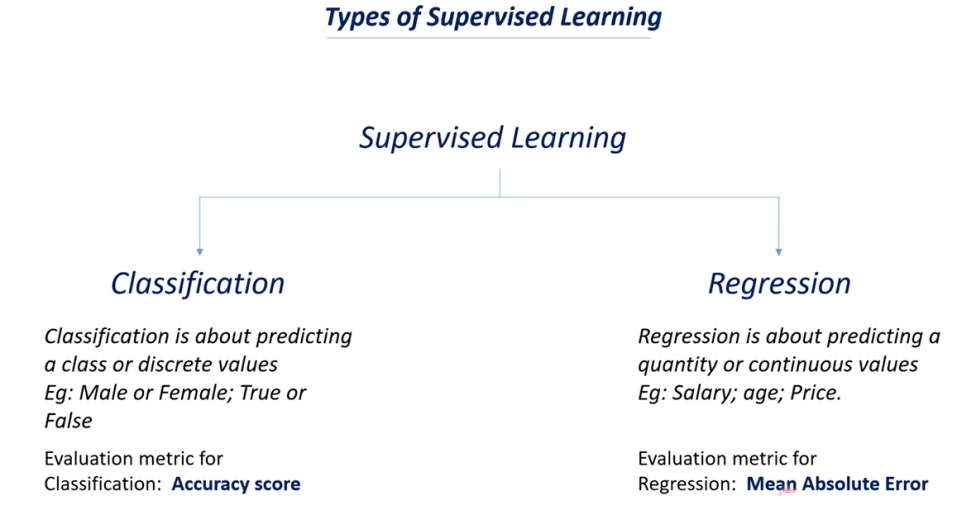 Types of Supervised Learning
Supervised Learning
Classification
Classification is about predicting
a class or discrete values
Eg: Male or Female; True or
False
Evaluation metric for
Classification: Accuracy score
Regression
Regression is about predicting a
quantity or continuous values
Eg: Salary; age; Price.
Evaluation metric for
Regression: Mean Absolute Error